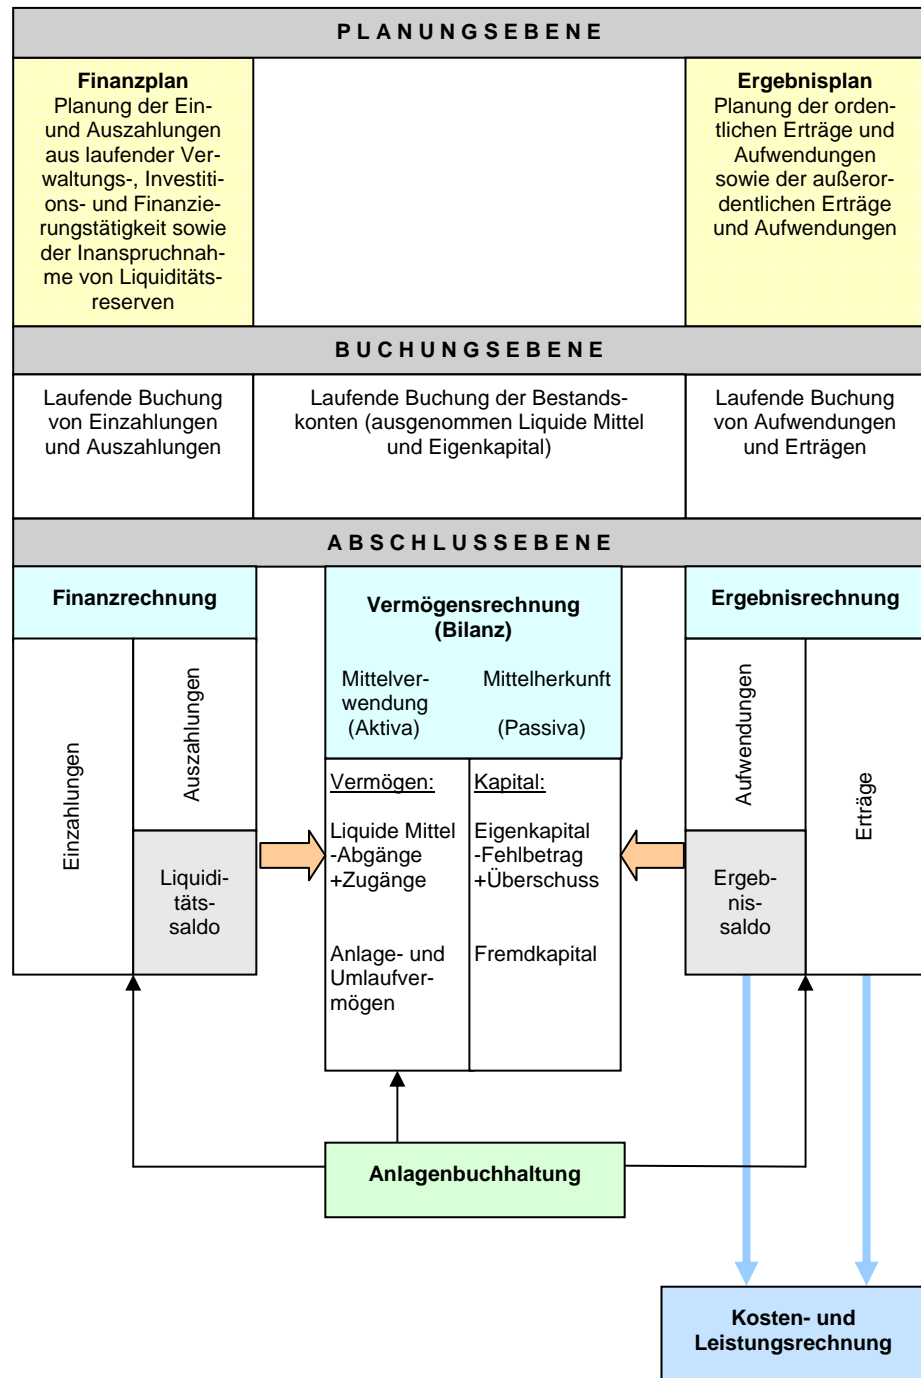 PLANUNGSEBENE
Finanzplan
Planung der Ein-
und Auszahlungen
aus laufender Ver-
waltungs-, Investiti-
ons- und Finanzie-
rungstätigkeit sowie
der Inanspruchnah-
me von Liquiditäts-
reserven
Ergebnisplan
Planung der ordent-
lichen Erträge und
Aufwendungen
sowie der außeror-
dentlichen Erträge
und Aufwendungen
BUCHUNGSEBENE
Laufende Buchung
von Einzahlungen
und Auszahlungen
Laufende Buchung der Bestands-
konten (ausgenommen Liquide Mittel
und Eigenkapital)
Laufende Buchung
von Aufwendungen
und Erträgen
ABSCHLUSSEBENE
Finanzrechnung
Einzahlungen
Auszahlungen
Liquidi-
täts-
saldo
Vermögensrechnung
(Bilanz)
Mittelver-
wendung
(Aktiva)
Mittelherkunft
(Passiva)
Vermögen:
Liquide Mittel
-Abgänge
+Zugänge
Anlage- und
Umlaufver-
mögen
Kapital:
Eigenkapital
-Fehlbetrag
+Überschuss
Fremdkapital
Ergebnisrechnung
Aufwendungen
Ergeb-
nis-
saldo
Erträge
Anlagenbuchhaltung
Kosten- und
Leistungsrechnung